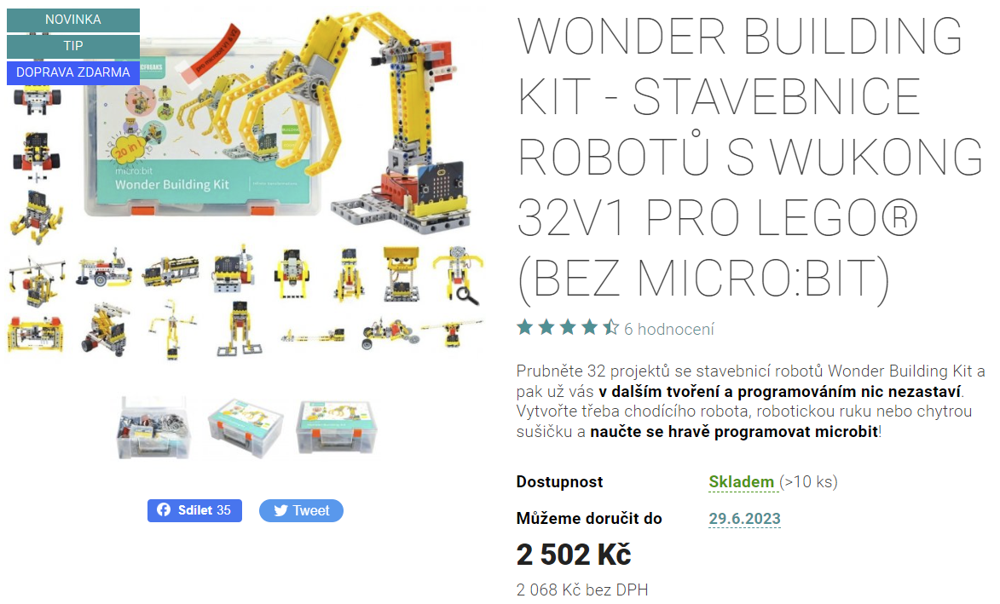 NOVINKA
TIP
DOPRAVA ZDARMA
pro microbit V1 & V2
20 in 1
micro:bit
Wonder Building Kit
WONDER BUILDING
KIT - STAVEBNICE
ROBOTŮ S WUKONG
32V1 PRO LEGO®
(BEZ MICRO:BIT)
6 hodnocení
Prubněte 32 projektů se stavebnicí robotů Wonder Building Kit a
pak už vás v dalším tvoření a programováním nic nezastaví.
Vytvořte třeba chodícího robota, robotickou ruku nebo chytrou
sušičku a naučte se hravě programovat microbit!
Dostupnost Skladem (>10 ks)
Můžeme doručit do 29.6.2023
2 502 Kč
2 068 Kč bez DPH
Sdílet 35 Tweet